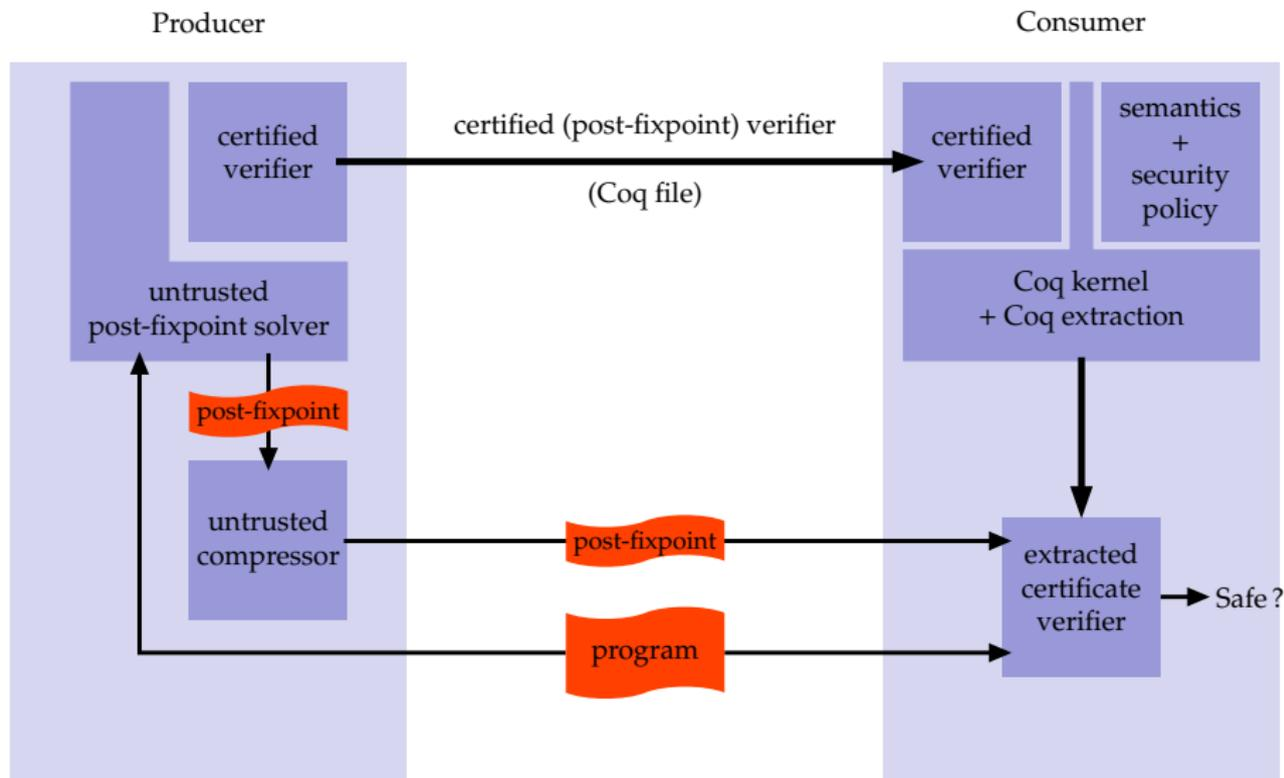 Producer
Consumer
certified
verifier
certified (post-fixpoint) verifier
(Coq file)
certified
verifier
semantics
+
security
policy
untrusted
post-fixpoint solver
Coq kernel
+ Coq extraction
post-fixpoint
untrusted
compressor
post-fixpoint
program
extracted
certificate
verifier
Safe ?